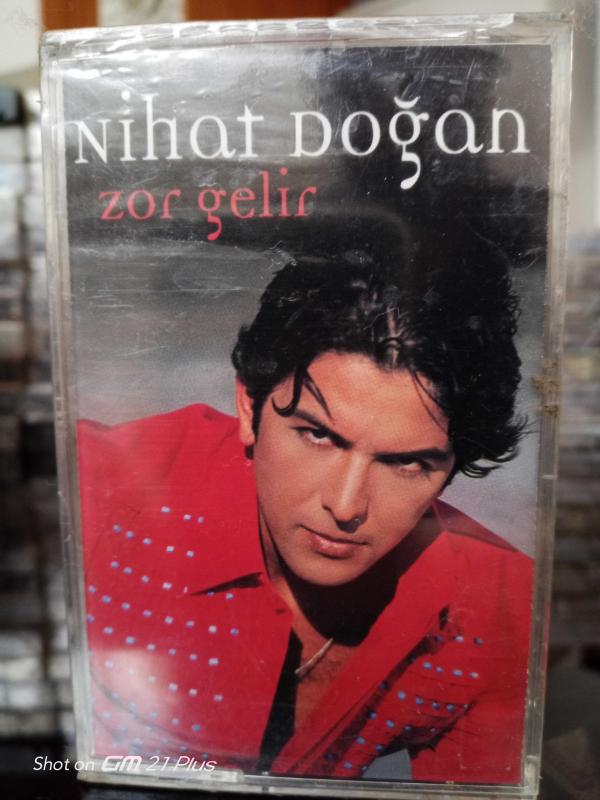 Nihat Doğan
zor gelir
Shot on GM 21 Plus